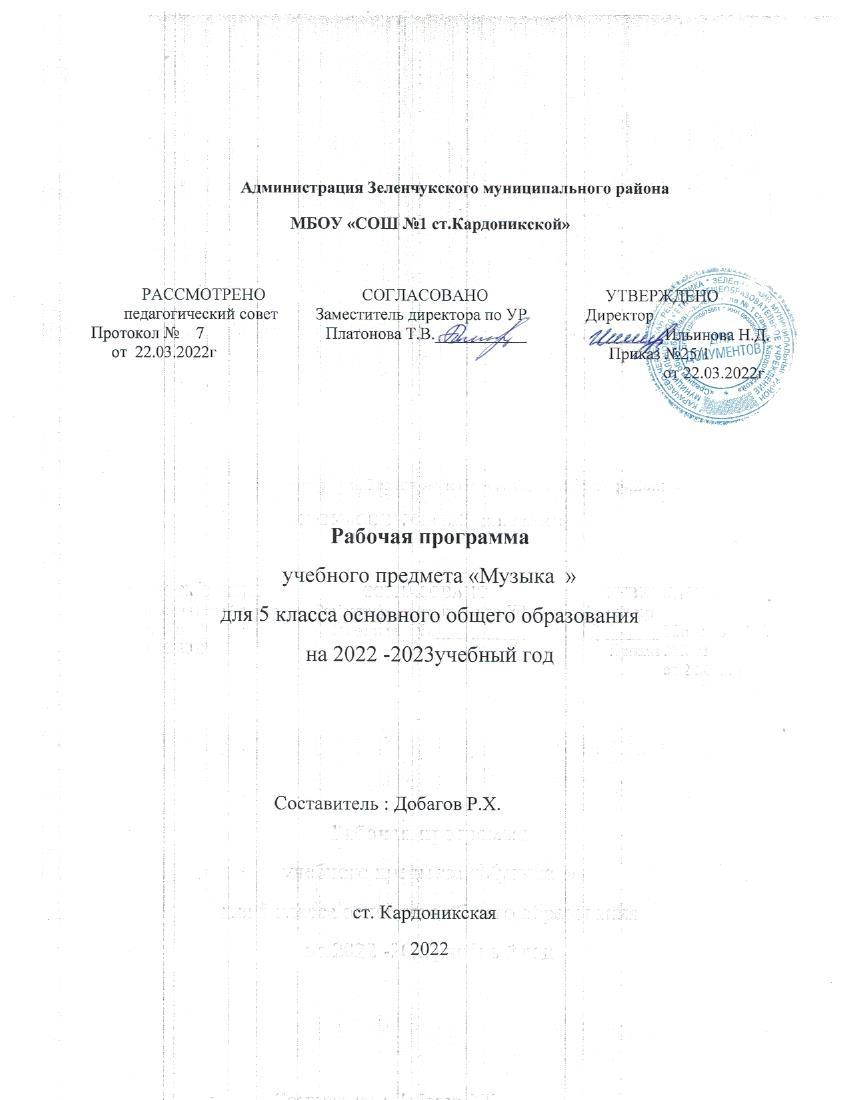 Администрация Зеленчукского муниципального района
МБОУ «СОШ №1 ст.Кардоникской»
РАССМОТРЕНО
педагогический совет
Протокол № 7
от 22.03.2022г
СОГЛАСОВАНО
Заместитель директора по УР
Платонова Т.В.
УТВЕРЖДЕНО
Директор
Ильинова Н.Д.
Приказ №25/1
от 22.03.2022г
ДОКУМЕНТОВ
Рабочая программа
учебного предмета «Музыка »
для 5 класса основного общего образования
на 2022 -2023учебный год
Составитель : Добагов Р.Х.
ст. Кардоникская
2022